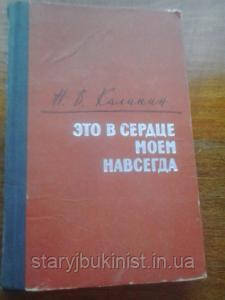 Н. В. Калинин
ЭТО В СЕРДЦЕ
МОЕМ
НАВСЕГДА
staryjbukinist.in.ua